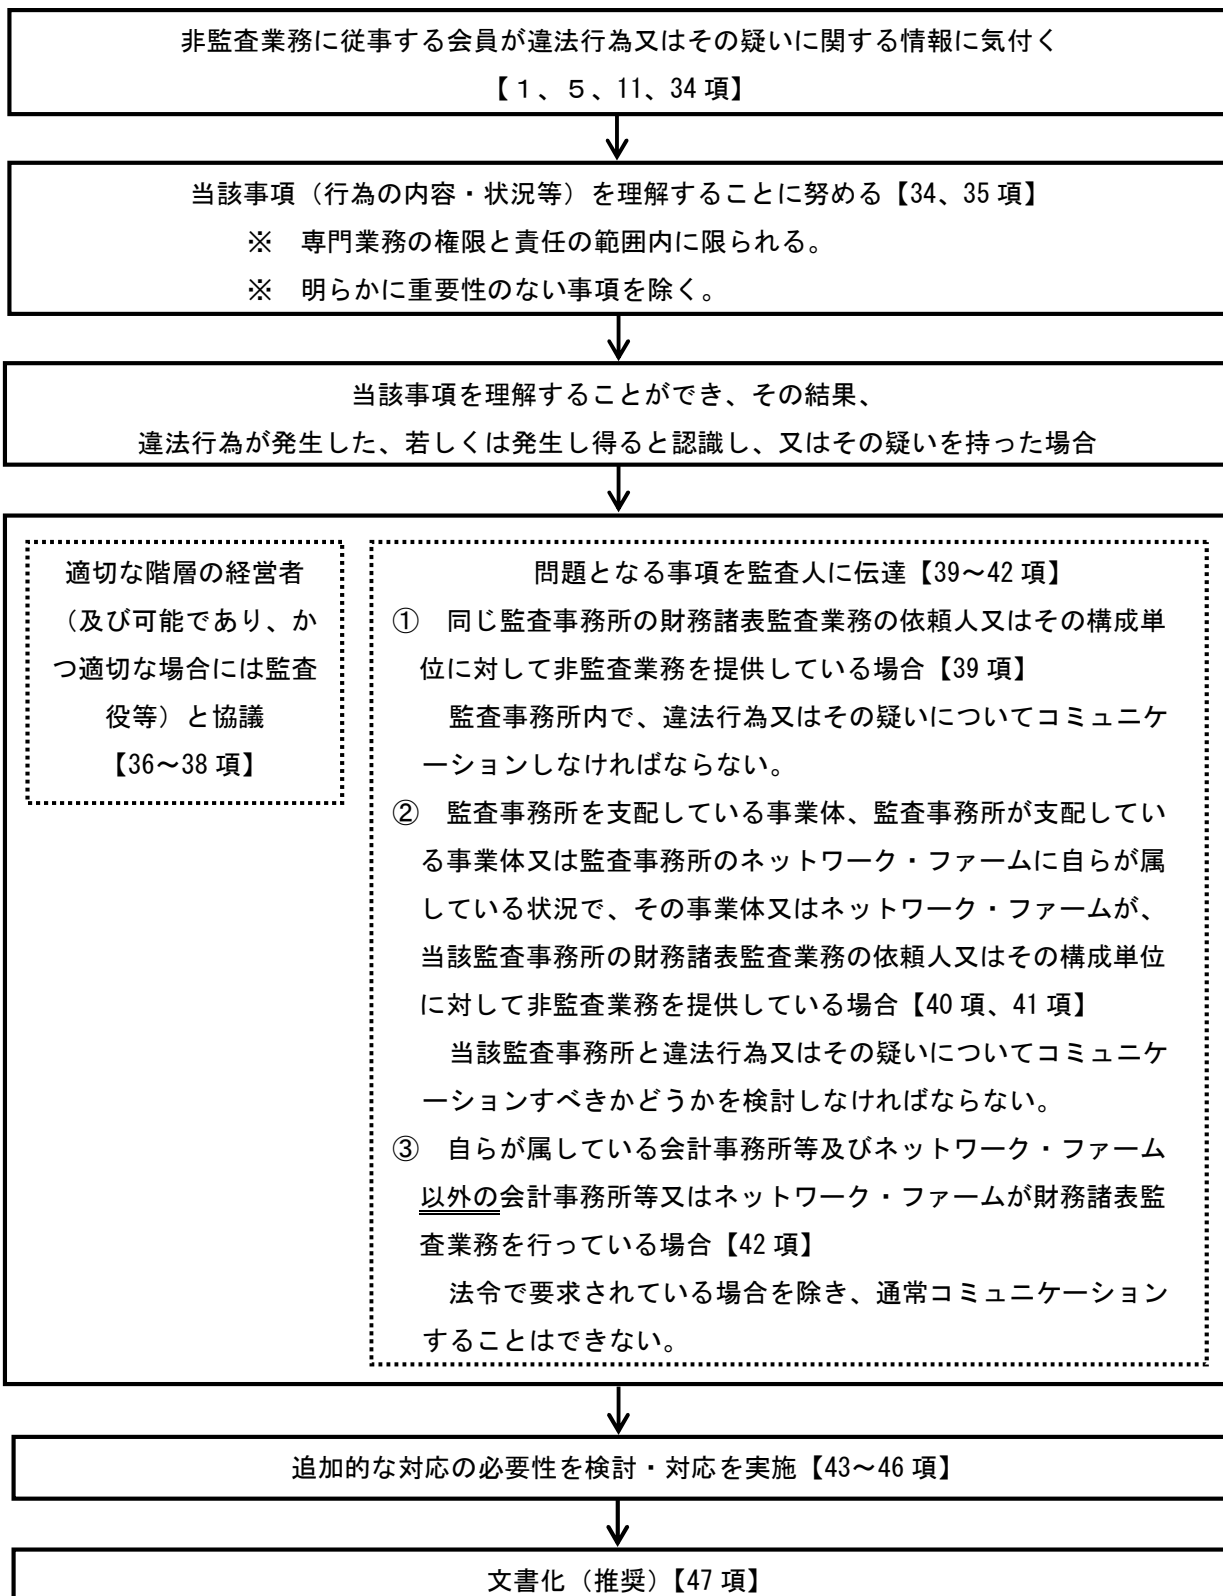 非監査業務に従事する会員が違法行為又はその疑いに関する情報に気付く
【１、５、11、34 項】
当該事項（行為の内容・状況等）を理解することに努める【34、35 項】
※　専門業務の権限と責任の範囲内に限られる。
※　明らかに重要性のない事項を除く。
当該事項を理解することができ、その結果、
違法行為が発生した、若しくは発生し得ると認識し、又はその疑いを持った場合
適切な階層の経営者
（及び可能であり、か
つ適切な場合には監査
役等）と協議
【36～38 項】
問題となる事項を監査人に伝達【39～42 項】
①　同じ監査事務所の財務諸表監査業務の依頼人又はその構成単
位に対して非監査業務を提供している場合【39 項】
監査事務所内で、違法行為又はその疑いについてコミュニケ
ーションしなければならない。
②　監査事務所を支配している事業体、監査事務所が支配してい
る事業体又は監査事務所のネットワーク・ファームに自らが属
している状況で、その事業体又はネットワーク・ファームが、
当該監査事務所の財務諸表監査業務の依頼人又はその構成単位
に対して非監査業務を提供している場合【40 項、41 項】
当該監査事務所と違法行為又はその疑いについてコミュニケ
ーションすべきかどうかを検討しなければならない。
③　自らが属している会計事務所等及びネットワーク・ファーム
以外の会計事務所等又はネットワーク・ファームが財務諸表監
査業務を行っている場合【42 項】
法令で要求されている場合を除き、通常コミュニケーション
することはできない。
追加的な対応の必要性を検討・対応を実施【43～46 項】
文書化（推奨）【47 項】